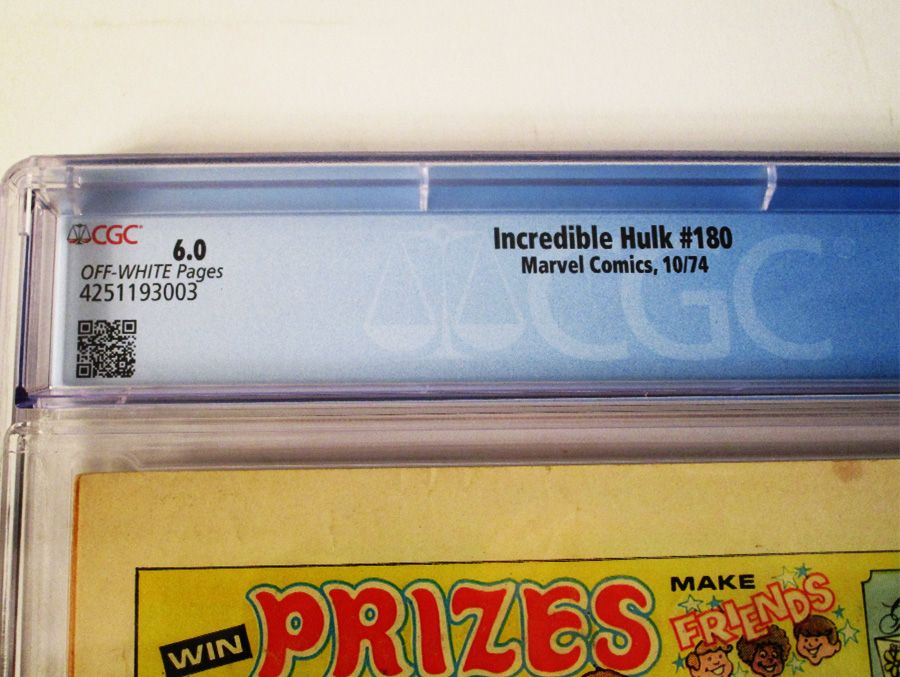 CGC
6.0
OFF-WHITE Pages
4251193003
Incredible Hulk #180
Marvel Comics, 10/74
CGC
WIN PRIZES
MAKE
FRIENDS